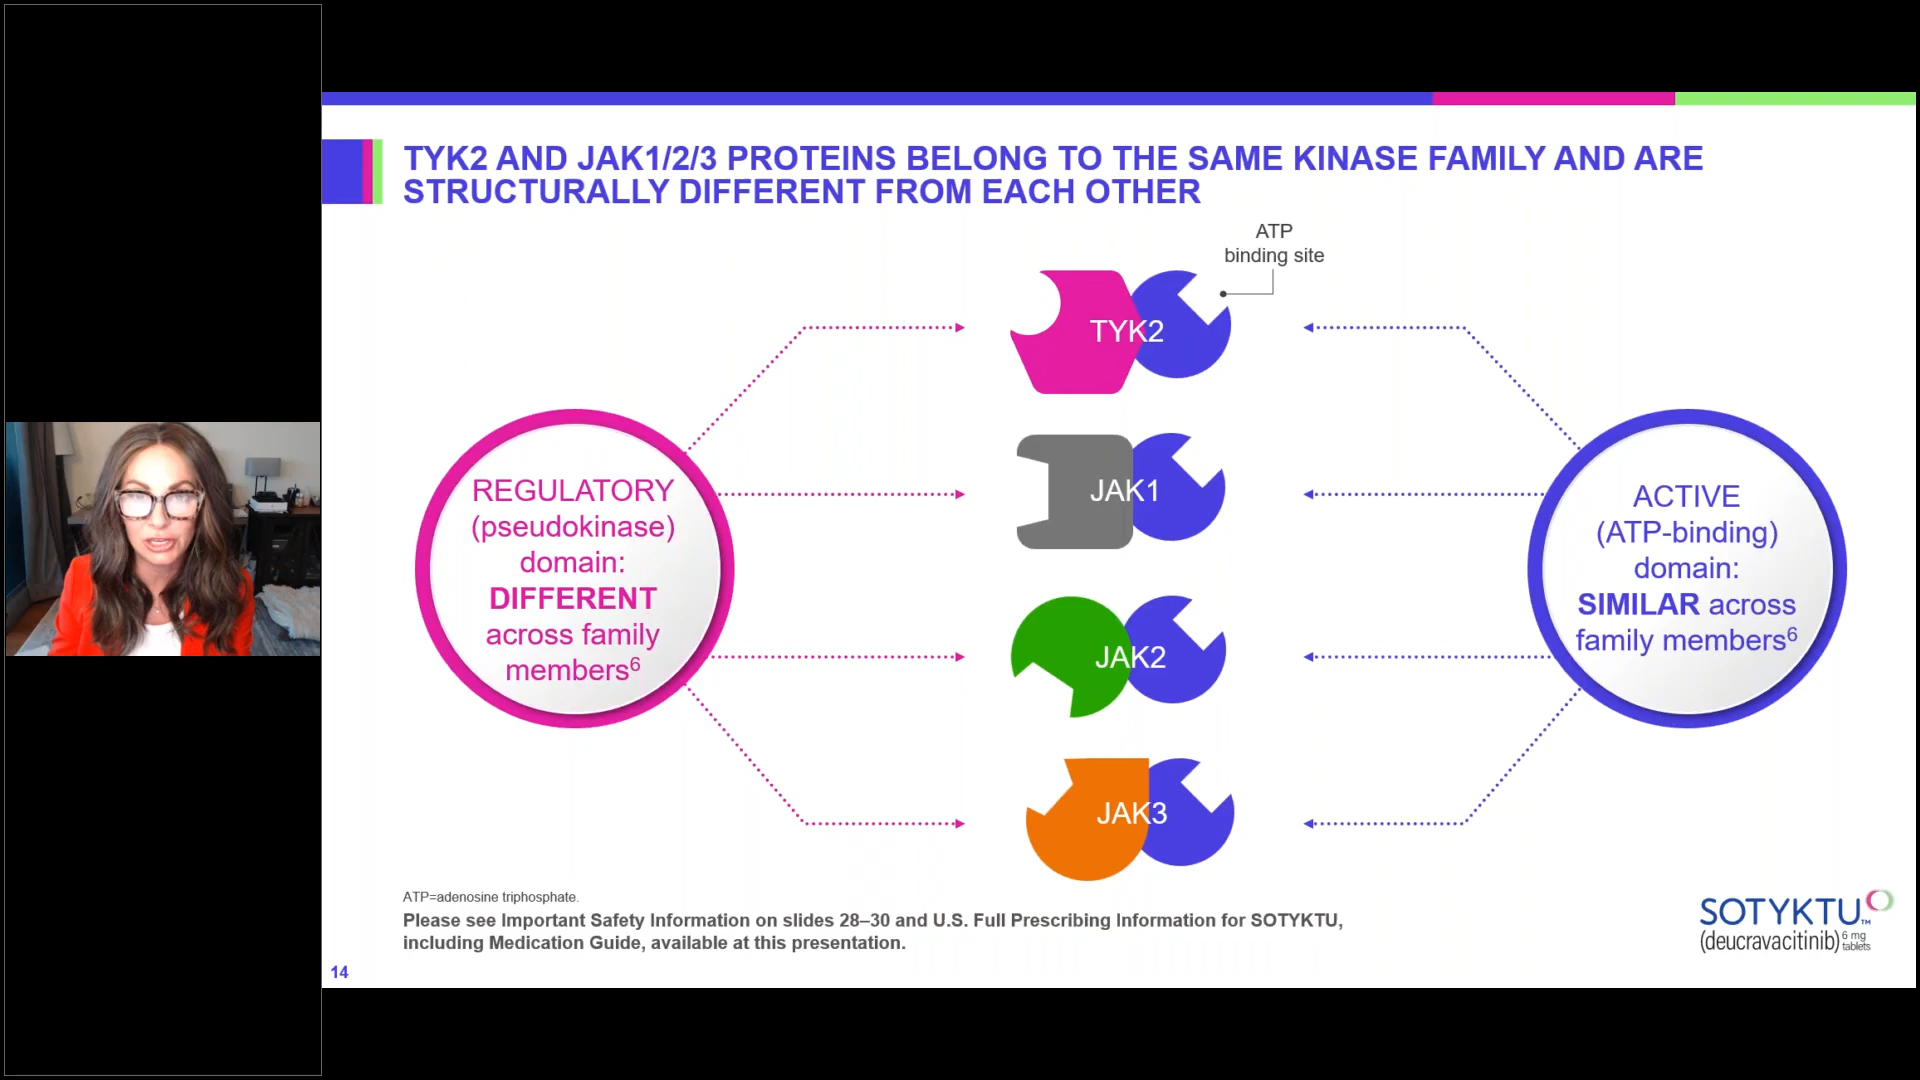 TYK2 AND JAK1/2/3 PROTEINS BELONG TO THE SAME KINASE FAMILY AND ARE
STRUCTURALLY DIFFERENT FROM EACH OTHER
ATP
binding site
TYK2
JAK1
JAK2
JAK3
REGULATORY
(pseudokinase)
domain:
DIFFERENT
across family
members6
ACTIVE
(ATP-binding)
domain:
SIMILAR across
family members6
ATP=adenosine triphosphate.
Please see Important Safety Information on slides 28–30 and U.S. Full Prescribing Information for SOTYKTU,
including Medication Guide, available at this presentation.
14
SOTYKTU™
(deucravacitinib) 6 mg
tablets